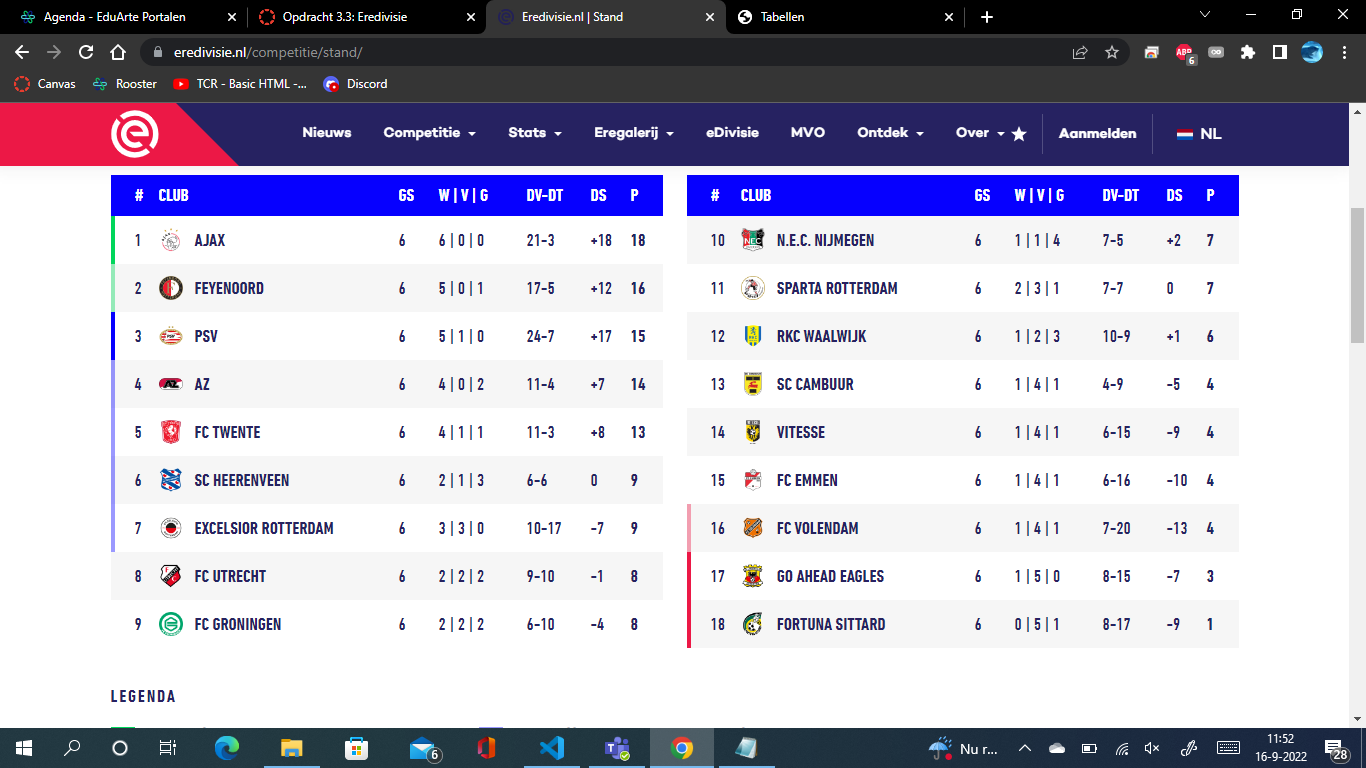 Agenda - EduArte Portalen
Opdracht 3.3: Eredivisie
Eredivisie.nl | Stand
Tabellen
eredivisie.nl/competitie/stand/
ABP 6
Canvas
Rooster
TCR - Basic HTML -...
Discord
Nieuws Competitie Stats Eregalerij eDivisie MVO Ontdek Over Aanmelden NL
# CLUB GS W | V | G DV-DT DS P
1 AJAX 6 6 | 0 | 0 21-3 +18 18
2 FEYENOORD 6 5 | 0 | 1 17-5 +12 16
3 PSV 6 5 | 1 | 0 24-7 +17 15
4 AZ 6 4 | 0 | 2 11-4 +7 14
5 FC TWENTE 6 4 | 1 | 1 11-3 +8 13
6 SC HEERENVEEN 6 2 | 1 | 3 6-6 0 9
7 EXCELSIOR ROTTERDAM 6 3 | 3 | 0 10-17 -7 9
8 FC UTRECHT 6 2 | 2 | 2 9-10 -1 8
9 FC GRONINGEN 6 2 | 2 | 2 6-10 -4 8
# CLUB GS W | V | G DV-DT DS P
10 N.E.C. NIJMEGEN 6 1 | 1 | 4 7-5 +2 7
11 SPARTA ROTTERDAM 6 2 | 3 | 1 7-7 0 7
12 RKC WAALWIJK 6 1 | 2 | 3 10-9 +1 6
13 SC CAMBUUR 6 1 | 4 | 1 4-9 -5 4
14 VITESSE 6 1 | 4 | 1 6-15 -9 4
15 FC EMMEN 6 1 | 4 | 1 6-16 -10 4
16 FC VOLENDAM 6 1 | 4 | 1 7-20 -13 4
17 GO AHEAD EAGLES 6 1 | 5 | 0 8-15 -7 3
18 FORTUNA SITTARD 6 0 | 5 | 1 8-17 -9 1
LEGENDA
6
Nu r...
11:52
16-9-2022
28